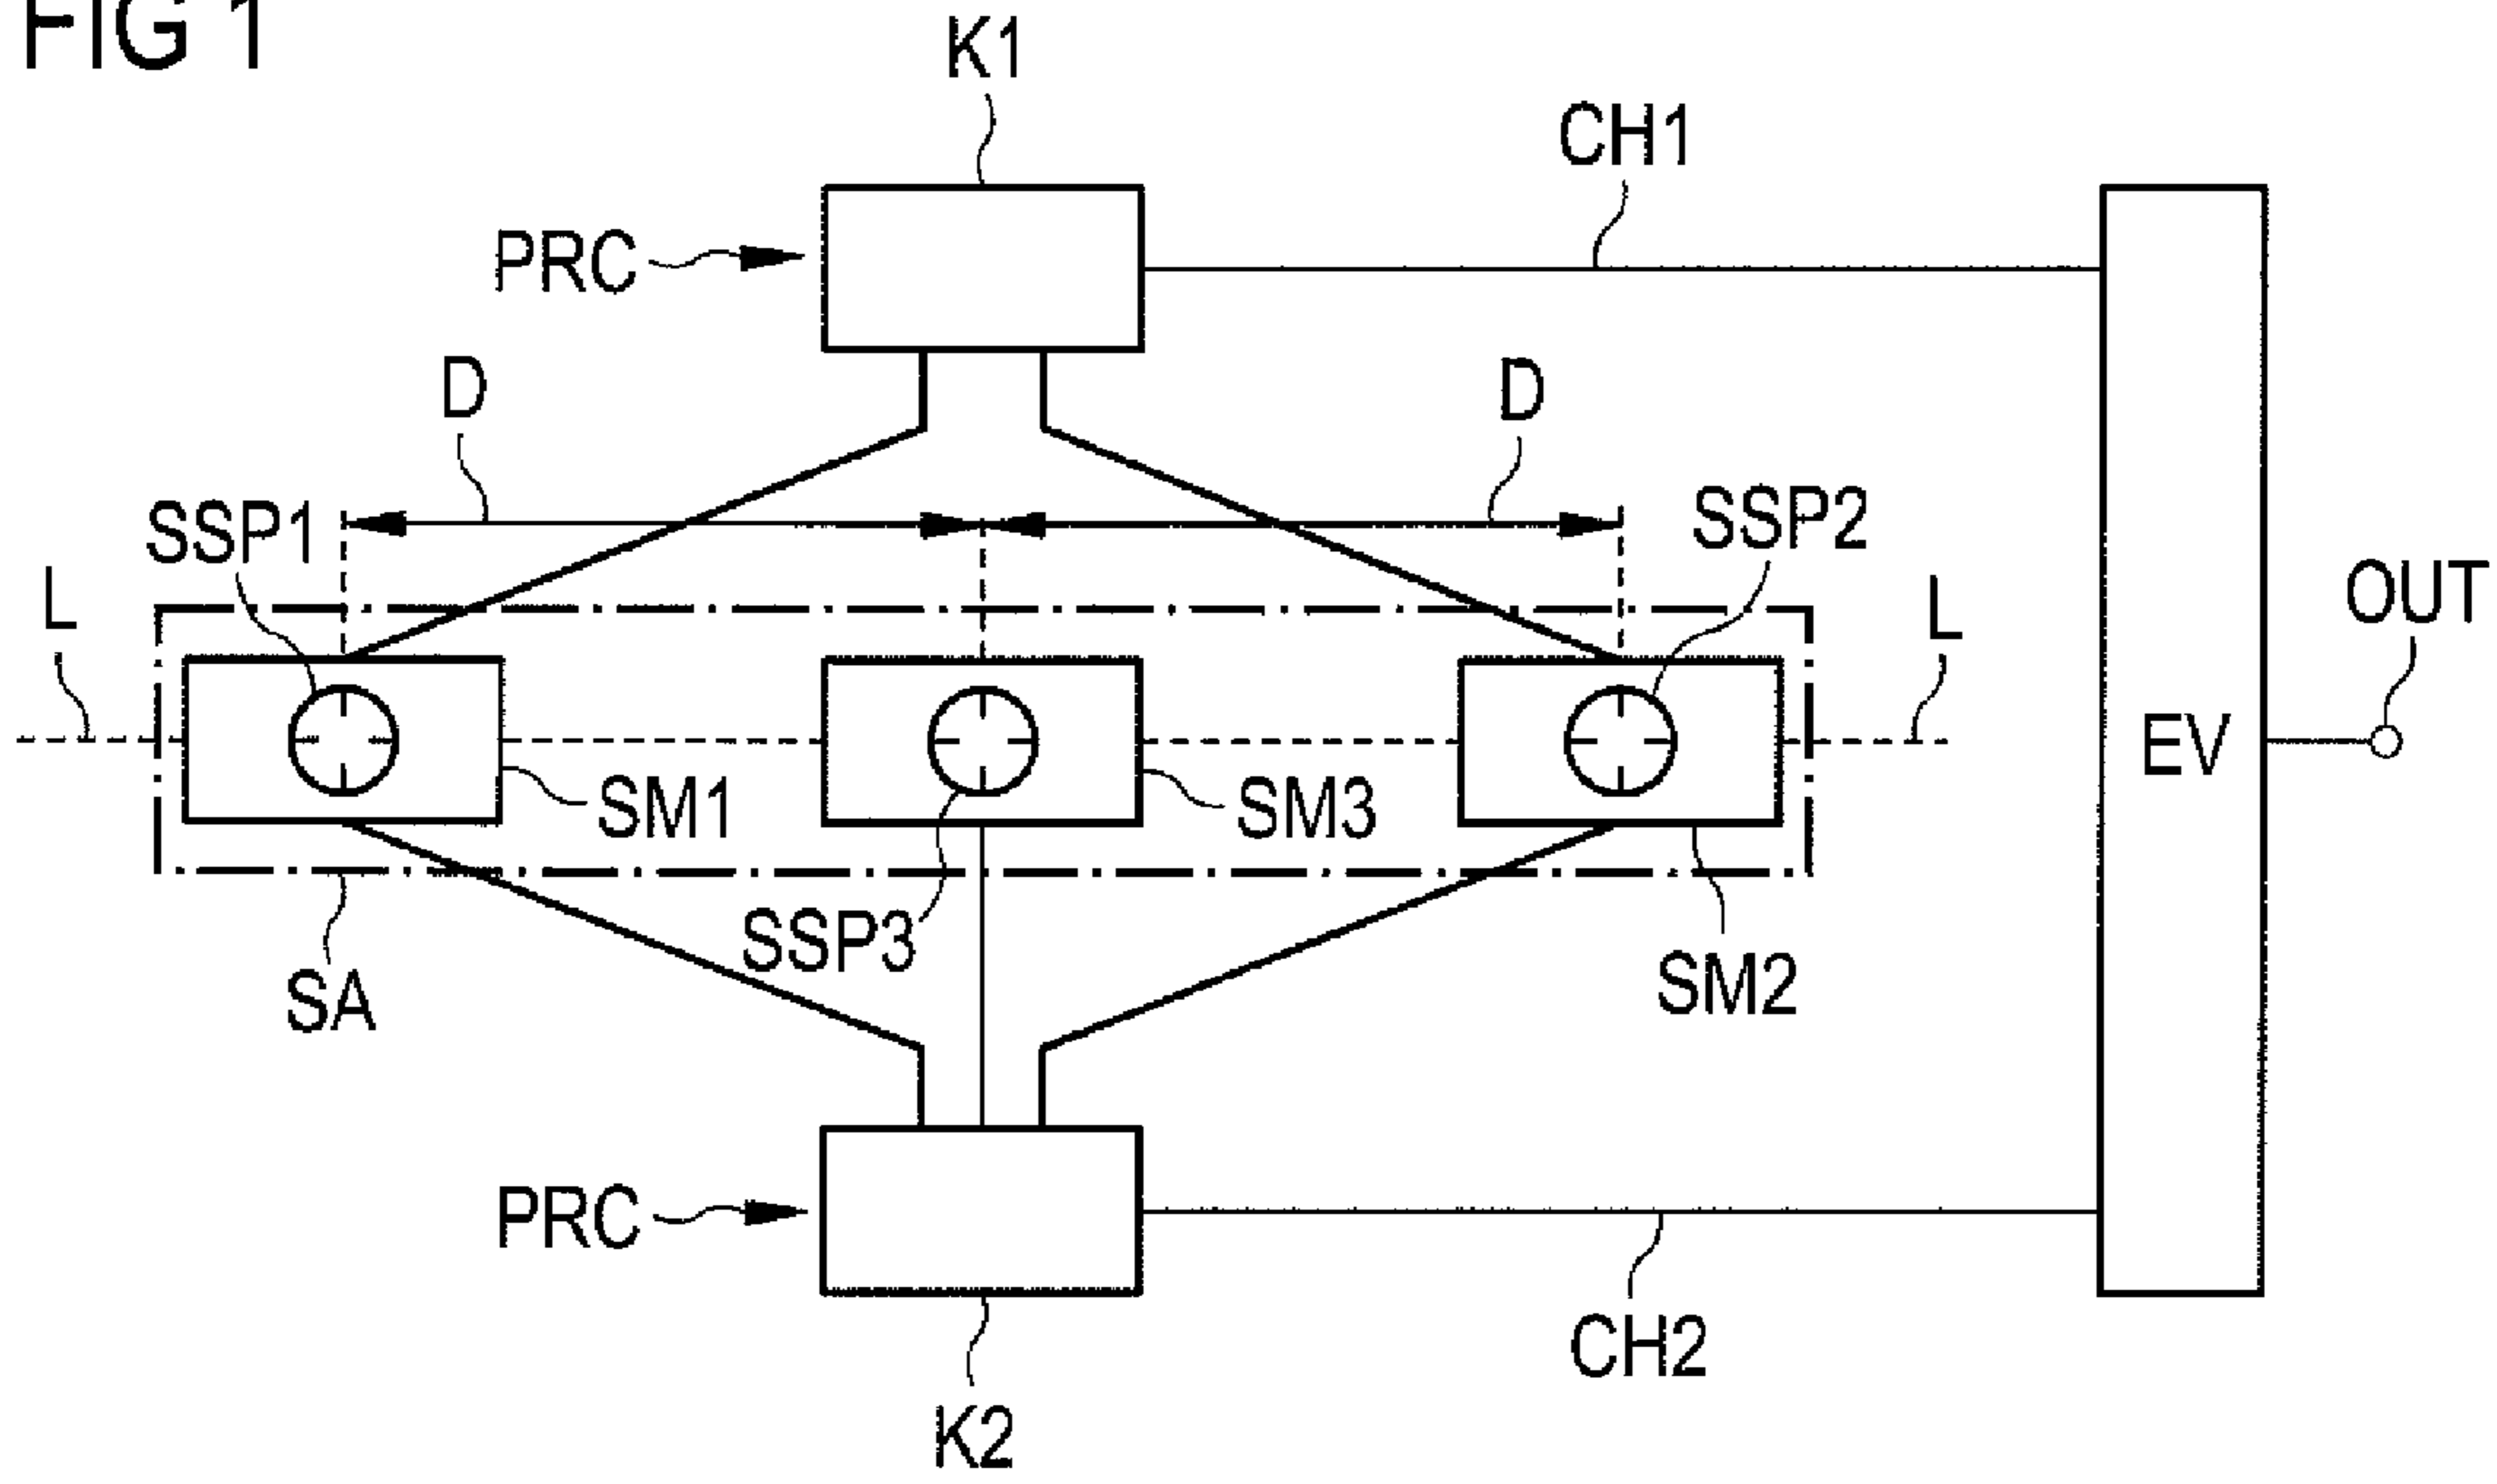 FIG 1
K1
CH1
PRC
D
D
SSP1
SSP2
L
L
OUT
EV
SM1
SM3
SSP3
SM2
SA
PRC
CH2
K2